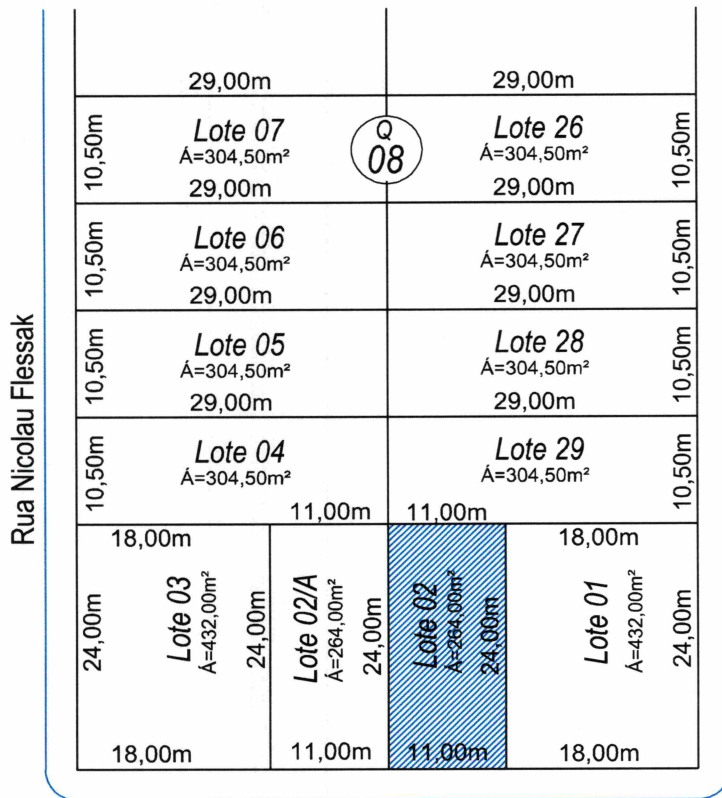 29,00m 29,00m
10,50m Lote 07 Q 08 Lote 26 10,50m
Á=304,50m² Á=304,50m²
29,00m 29,00m
10,50m Lote 06 Lote 27 10,50m
Á=304,50m² Á=304,50m²
29,00m 29,00m
10,50m Lote 05 Lote 28 10,50m
Á=304,50m² Á=304,50m²
29,00m 29,00m
10,50m Lote 04 Lote 29 10,50m
Á=304,50m² Á=304,50m²
11,00m 11,00m
18,00m 18,00m
24,00m Lote 03 Á=432,00m² 24,00m Lote 02/A Á=264,00m² 24,00m Lote 02 Á=264,00m² 24,00m Lote 01 Á=432,00m² 24,00m
18,00m 11,00m 11,00m 18,00m
Rua Nicolau Flessak